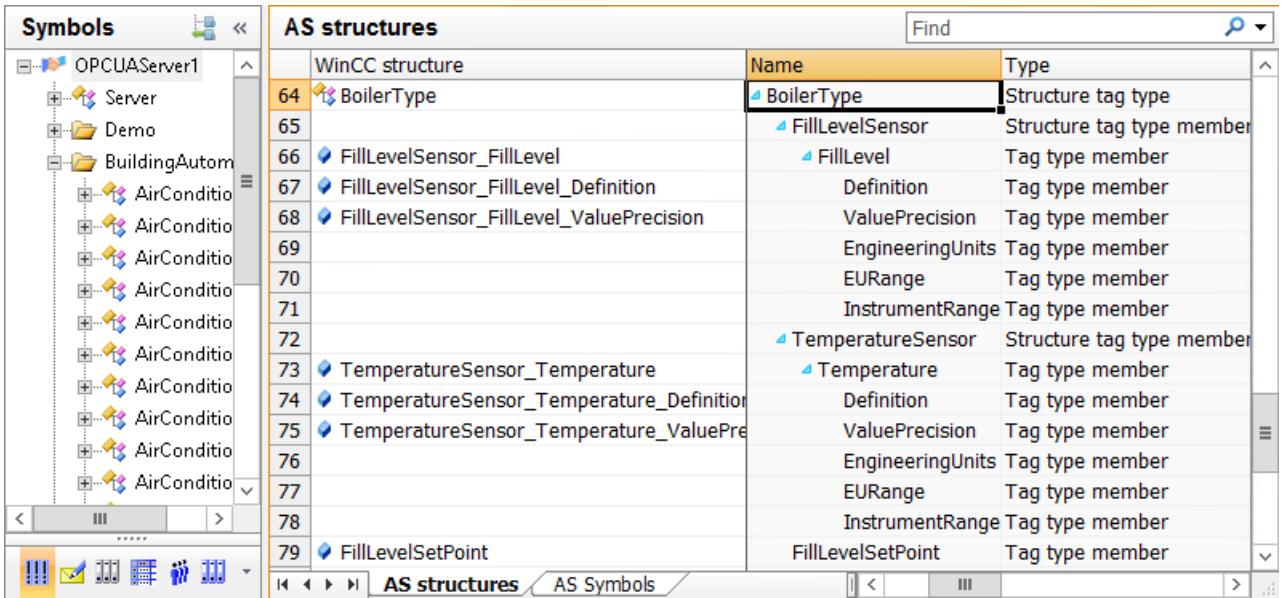 Symbols
OPCUAServer1
Server
Demo
BuildingAutom
AirConditio
AirConditio
AirConditio
AirConditio
AirConditio
AirConditio
AirConditio
AirConditio
AirConditio
AirConditio
AS structures Find
WinCC structure Name Type
64 BoilerType BoilerType Structure tag type
65 FillLevelSensor Structure tag type member
66 FillLevelSensor_FillLevel FillLevel Tag type member
67 FillLevelSensor_FillLevel_Definition Definition Tag type member
68 FillLevelSensor_FillLevel_ValuePrecision ValuePrecision Tag type member
69 EngineeringUnits Tag type member
70 EURange Tag type member
71 InstrumentRange Tag type member
72 TemperatureSensor Structure tag type member
73 TemperatureSensor_Temperature Temperature Tag type member
74 TemperatureSensor_Temperature_Definition Definition Tag type member
75 TemperatureSensor_Temperature_ValuePre ValuePrecision Tag type member
76 EngineeringUnits Tag type member
77 EURange Tag type member
78 InstrumentRange Tag type member
79 FillLevelSetPoint FillLevelSetPoint Tag type member
AS structures AS Symbols